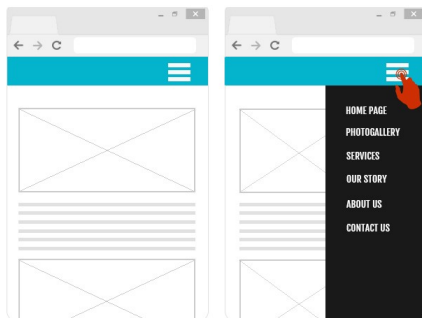 HOME PAGE
PHOTOGALLERY
SERVICES
OUR STORY
ABOUT US
CONTACT US